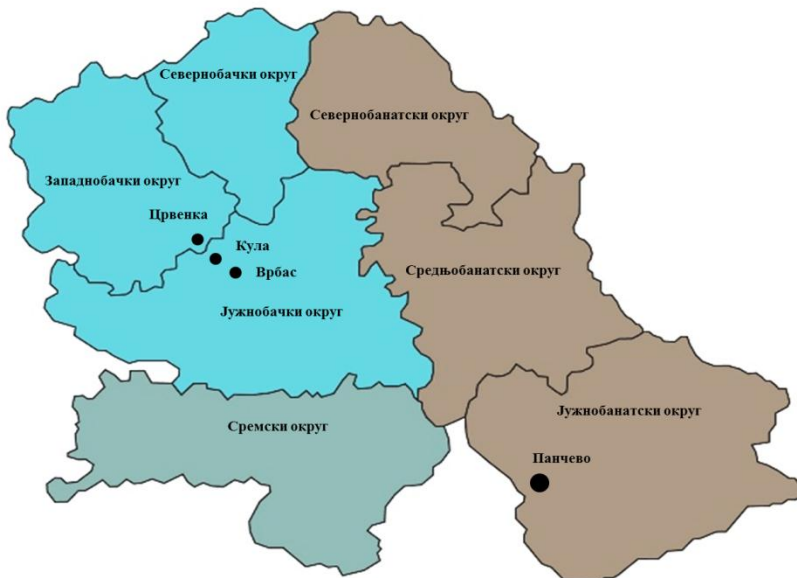 Севернобачки округ
Севернобанатски округ
Западнобачки округ
Црвенка
Кула
Врбас
Средњобанатски округ
Јужнобачки округ
Јужнобанатски округ
Сремски округ
Панчево